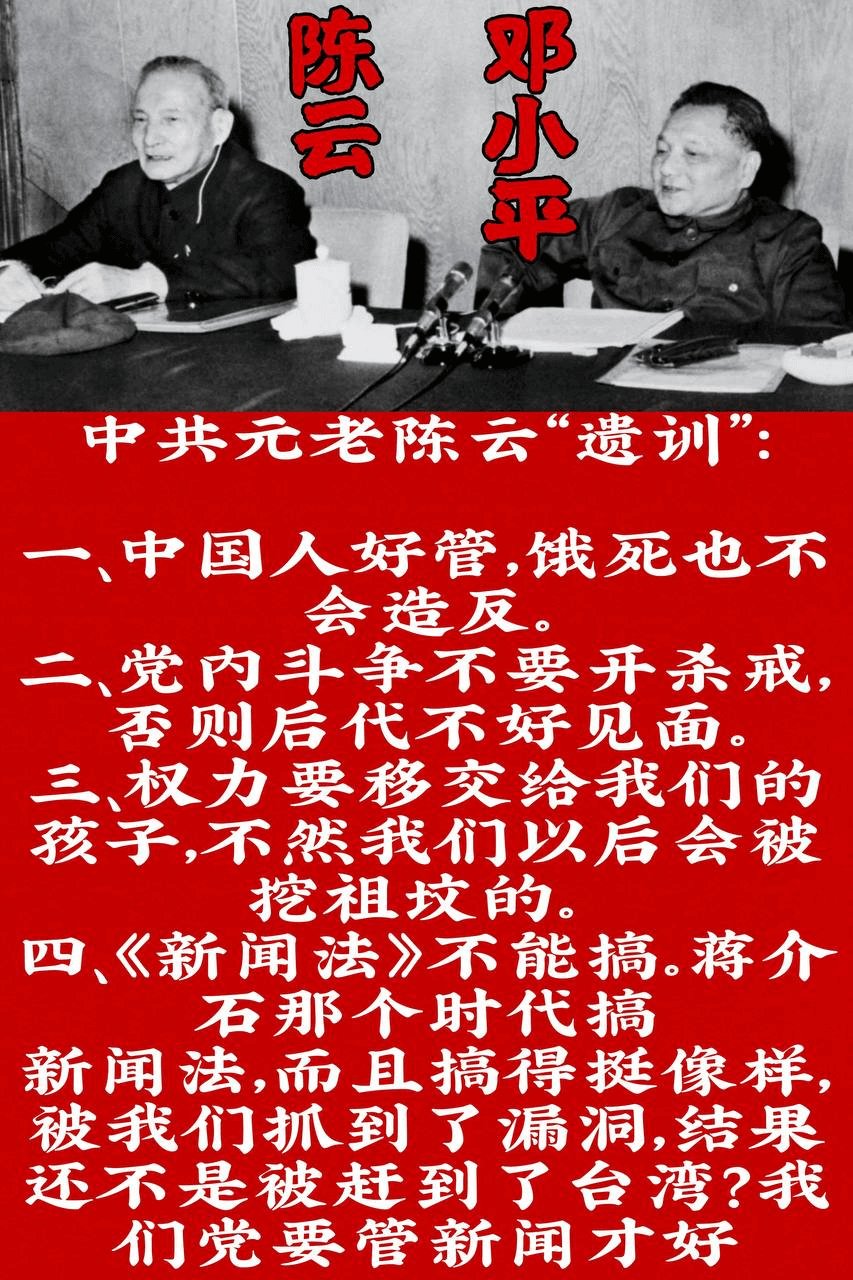 陈云
邓小平
中共元老陈云“遗训”:
一、中国人好管,饿死也不
会造反。
二、党内斗争不要开杀戒,
否则后代不好见面。
三、权力要移交给我们的
孩子,不然我们以后会被
挖祖坟的。
四、《新闻法》不能搞。蒋介
石那个时代搞
新闻法,而且搞得挺像样,
被我们抓到了漏洞,结果
还不是被赶到了台湾?我
们党要管新闻才好